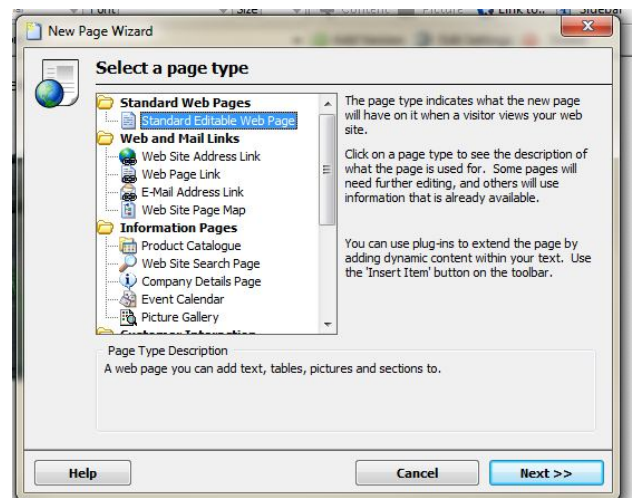 Font
Size
Content
Picture
Link to..
Sidebar
New Page Wizard
Select a page type
Standard Web Pages
Standard Editable Web Page
Web and Mail Links
Web Site Address Link
Web Page Link
E-Mail Address Link
Web Site Page Map
Information Pages
Product Catalogue
Web Site Search Page
Company Details Page
Event Calendar
Picture Gallery
The page type indicates what the new page
will have on it when a visitor views your web
site.
Click on a page type to see the description of
what the page is used for. Some pages will
need further editing, and others will use
information that is already available.
You can use plug-ins to extend the page by
adding dynamic content within your text. Use
the 'Insert Item' button on the toolbar.
Page Type Description
A web page you can add text, tables, pictures and sections to.
Help
Cancel
Next >>